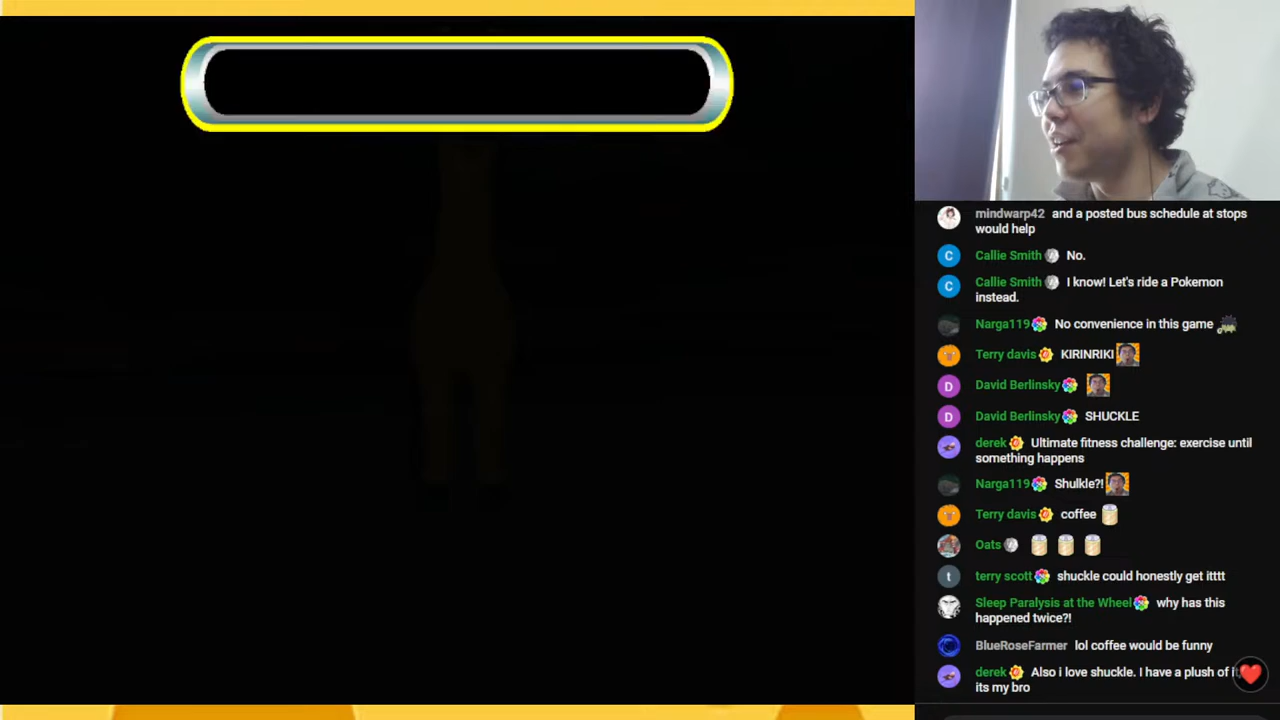 mindwarp42 and a posted bus schedule at stops
would help
C Callie Smith No.
C Callie Smith I know! Let's ride a Pokemon
instead.
Narga119 No convenience in this game
Terry davis KIRINRIKI
D David Berlinsky
D David Berlinsky SHUCKLE
derek Ultimate fitness challenge: exercise until
something happens
Narga119 Shulkle?!
Terry davis coffee
Oats
t terry scott shuckle could honestly get itttt
Sleep Paralysis at the Wheel why has this
happened twice?!
BlueRoseFarmer lol coffee would be funny
derek Also i love shuckle. I have a plush of it
its my bro